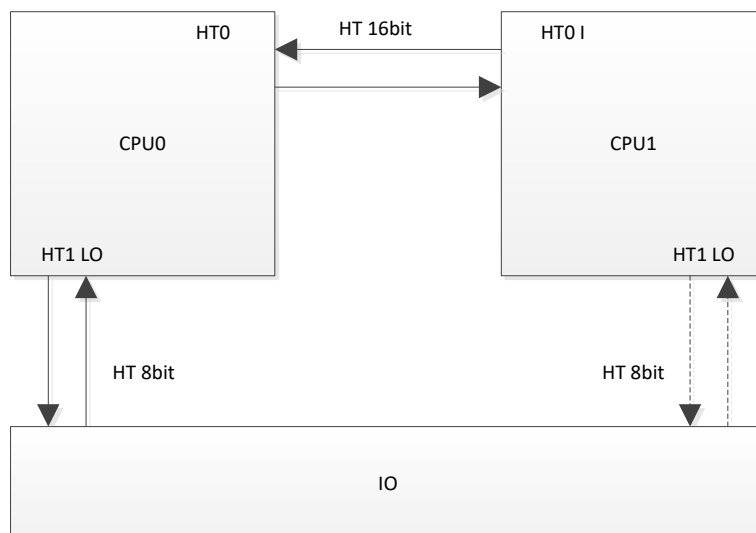 HT0
HT 16bit
HT0 I
CPU0
CPU1
HT1 LO
HT1 LO
HT 8bit
HT 8bit
IO